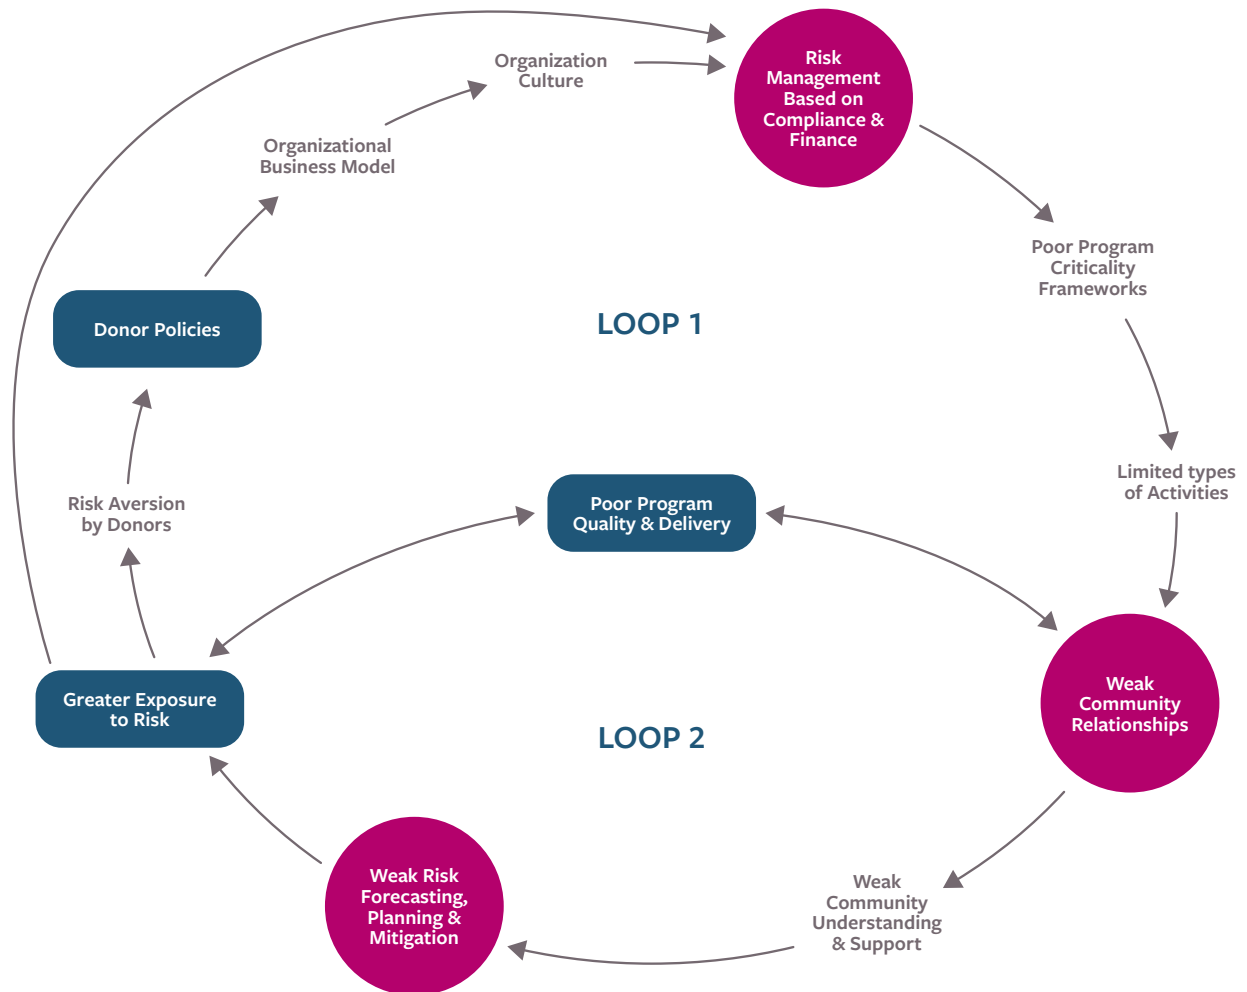 Risk
Management
Based on
Compliance &
Finance
Organization
Culture
Organizational
Business Model
Donor Policies
Risk Aversion
by Donors
Greater Exposure
to Risk
LOOP 1
Poor Program
Criticality
Frameworks
Limited types
of Activities
Poor Program
Quality & Delivery
Weak
Community
Relationships
LOOP 2
Weak
Community
Understanding
& Support
Weak Risk
Forecasting,
Planning &
Mitigation